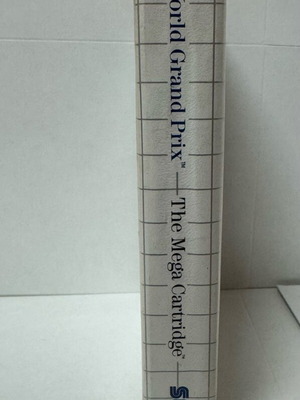 orld Grand Prix™ — The Mega Cartridge™ — S